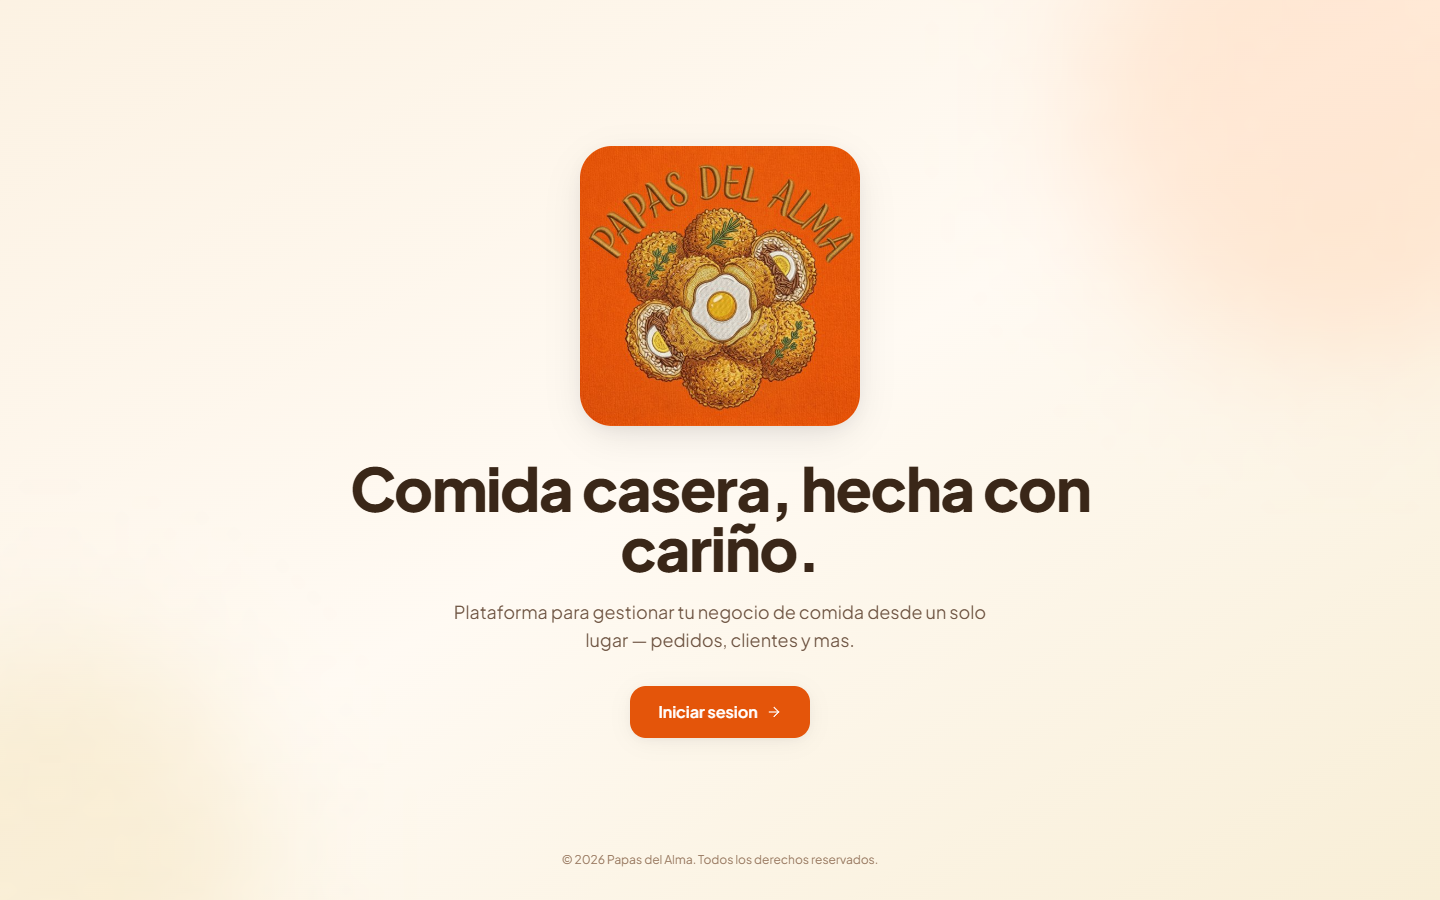 PAPAS DEL ALMA
Comida casera, hecha con
cariño.
Plataforma para gestionar tu negocio de comida desde un solo
lugar — pedidos, clientes y mas.
Iniciar sesion →
© 2026 Papas del Alma. Todos los derechos reservados.